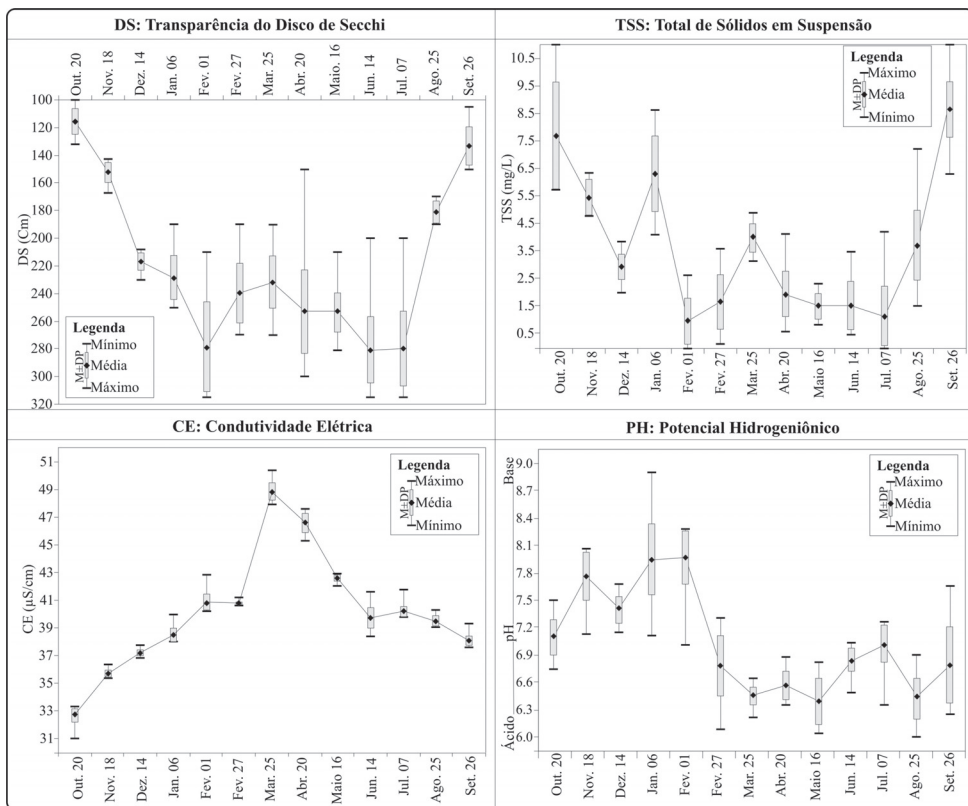 DS: Transparência do Disco de Secchi
Out. 20
Nov. 18
Dez. 14
Jan. 06
Fev. 01
Fev. 27
Mar. 25
Abr. 20
Maio. 16
Jun. 14
Jul. 07
Ago. 25
Set. 26
DS (Cm)
100
120
140
160
180
200
220
240
260
280
300
320
Legenda
Mínimo
M±DP
Média
Máximo
TSS: Total de Sólidos em Suspensão
TSS (mg/L)
10.5
9.5
8.5
7.5
6.5
5.5
4.5
3.5
2.5
1.5
0.5
Legenda
Máximo
M±DP
Média
Mínimo
Out. 20
Nov. 18
Dez. 14
Jan. 06
Fev. 01
Fev. 27
Mar. 25
Abr. 20
Maio 16
Jun. 14
Jul. 07
Ago. 25
Set. 26
CE: Condutividade Elétrica
CE (µS/cm)
51
49
47
45
43
41
39
37
35
33
31
Legenda
Máximo
M±DP
Média
Mínimo
Out. 20
Nov. 18
Dez. 14
Jan. 06
Fev. 01
Fev. 27
Mar. 25
Abr. 20
Maio 16
Jun. 14
Jul. 07
Ago. 25
Set. 26
PH: Potencial Hidrogeniônico
Base
pH
Ácido
9.0
8.7
8.4
8.1
7.8
7.5
7.2
6.9
6.6
6.3
6.0
Legenda
Máximo
M±DP
Média
Mínimo
Out. 20
Nov. 18
Dez. 14
Jan. 06
Fev. 01
Fev. 27
Mar. 25
Abr. 20
Maio 16
Jun. 14
Jul. 07
Ago. 25
Set. 26